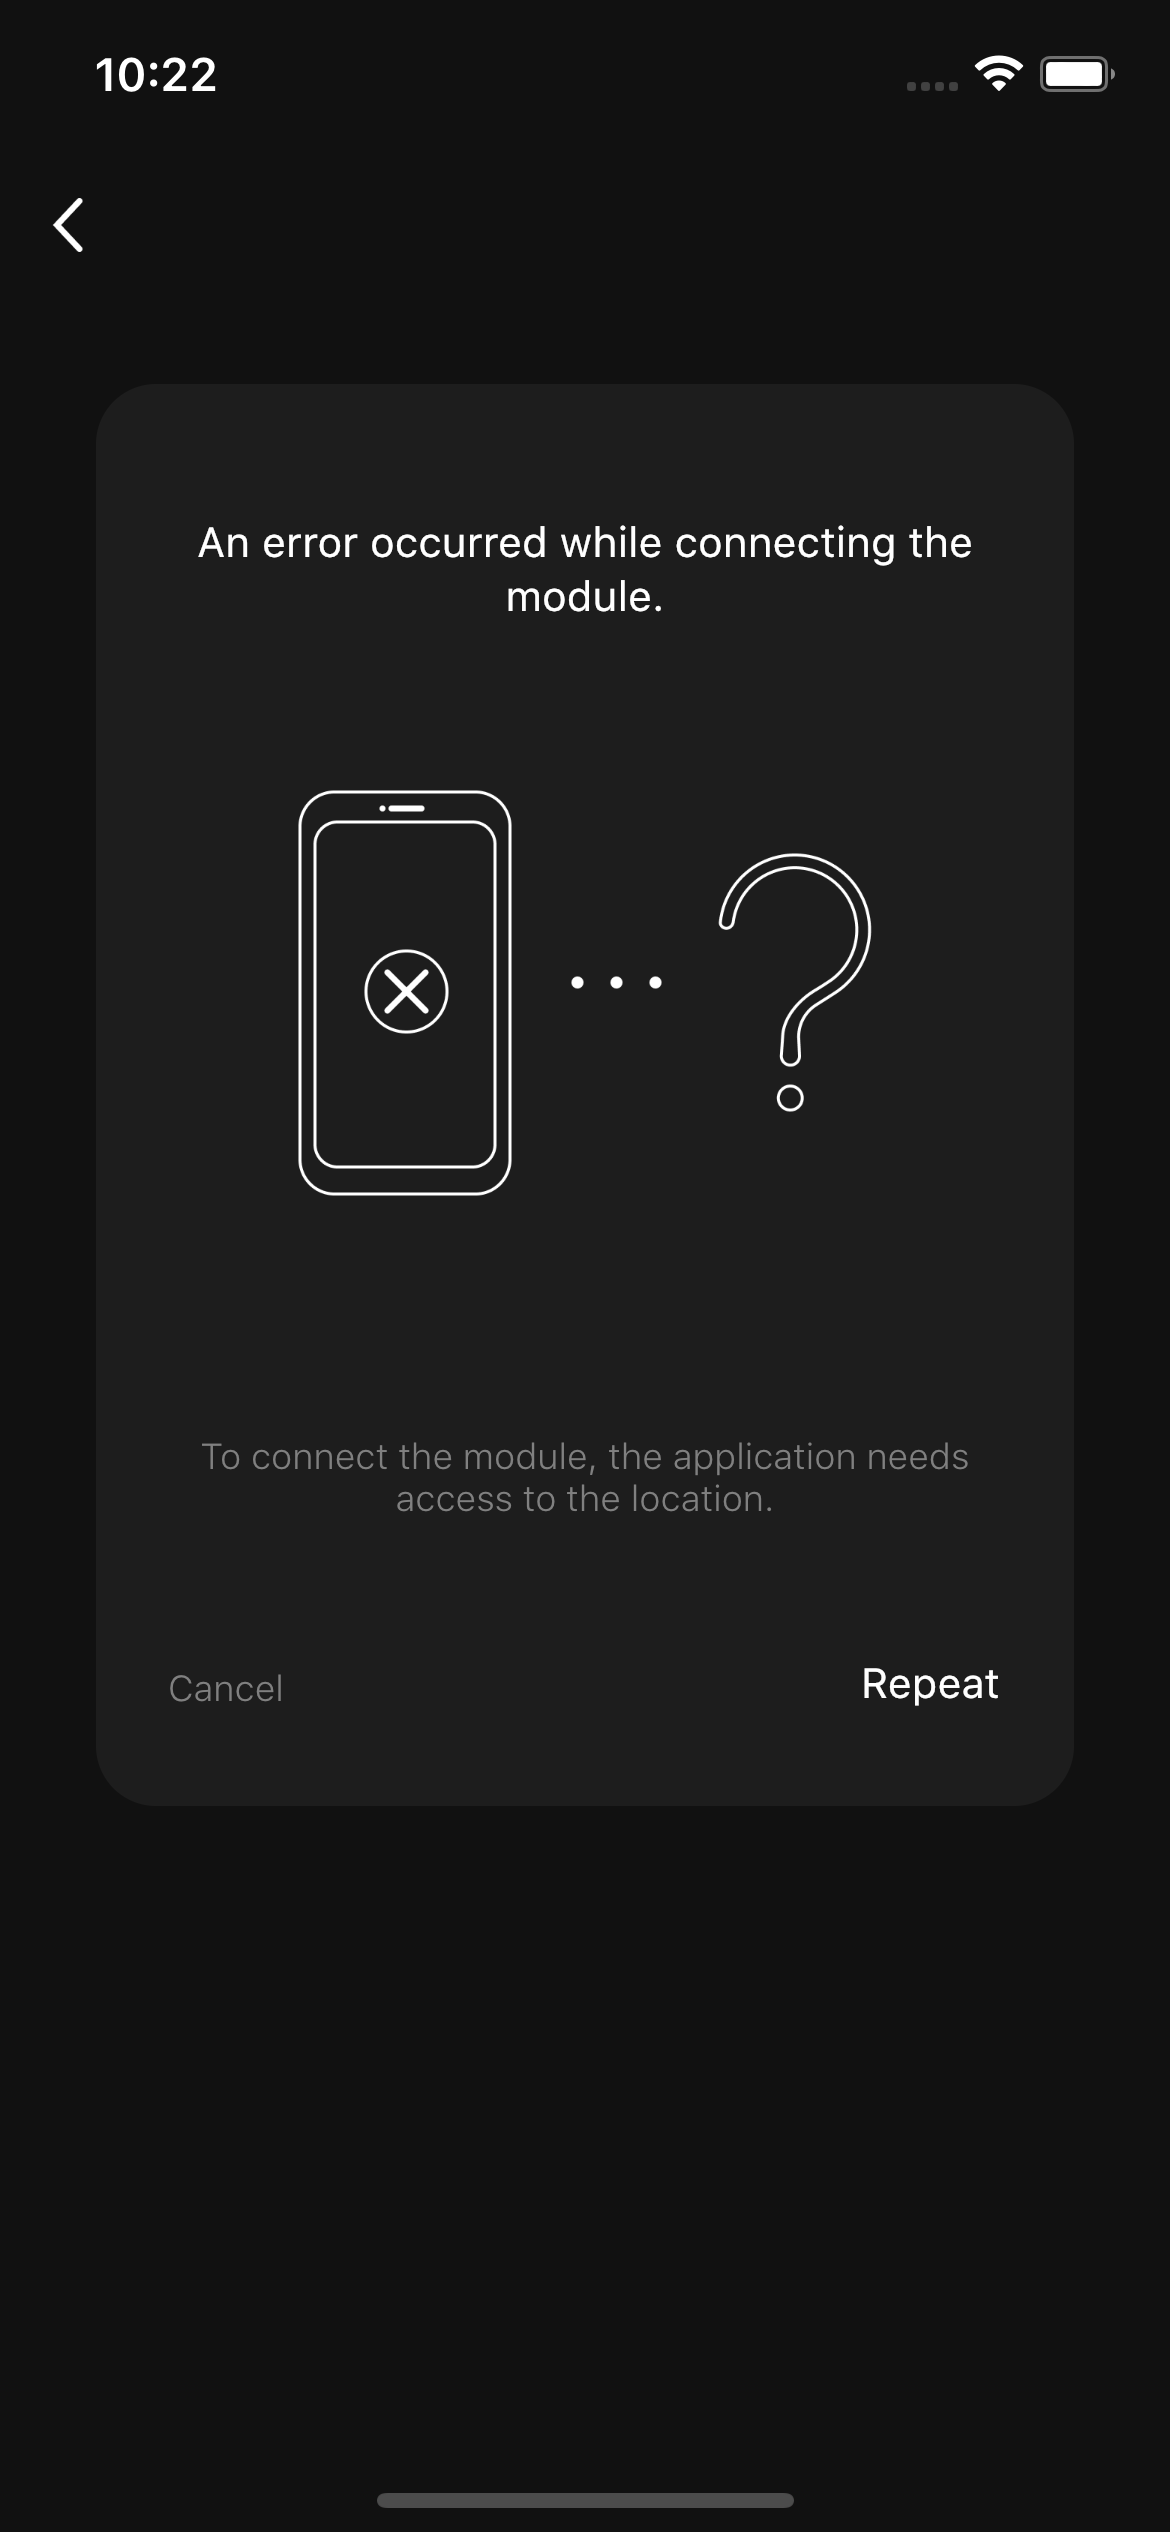 10:22
An error occurred while connecting the
module.
To connect the module, the application needs
access to the location.
Cancel
Repeat